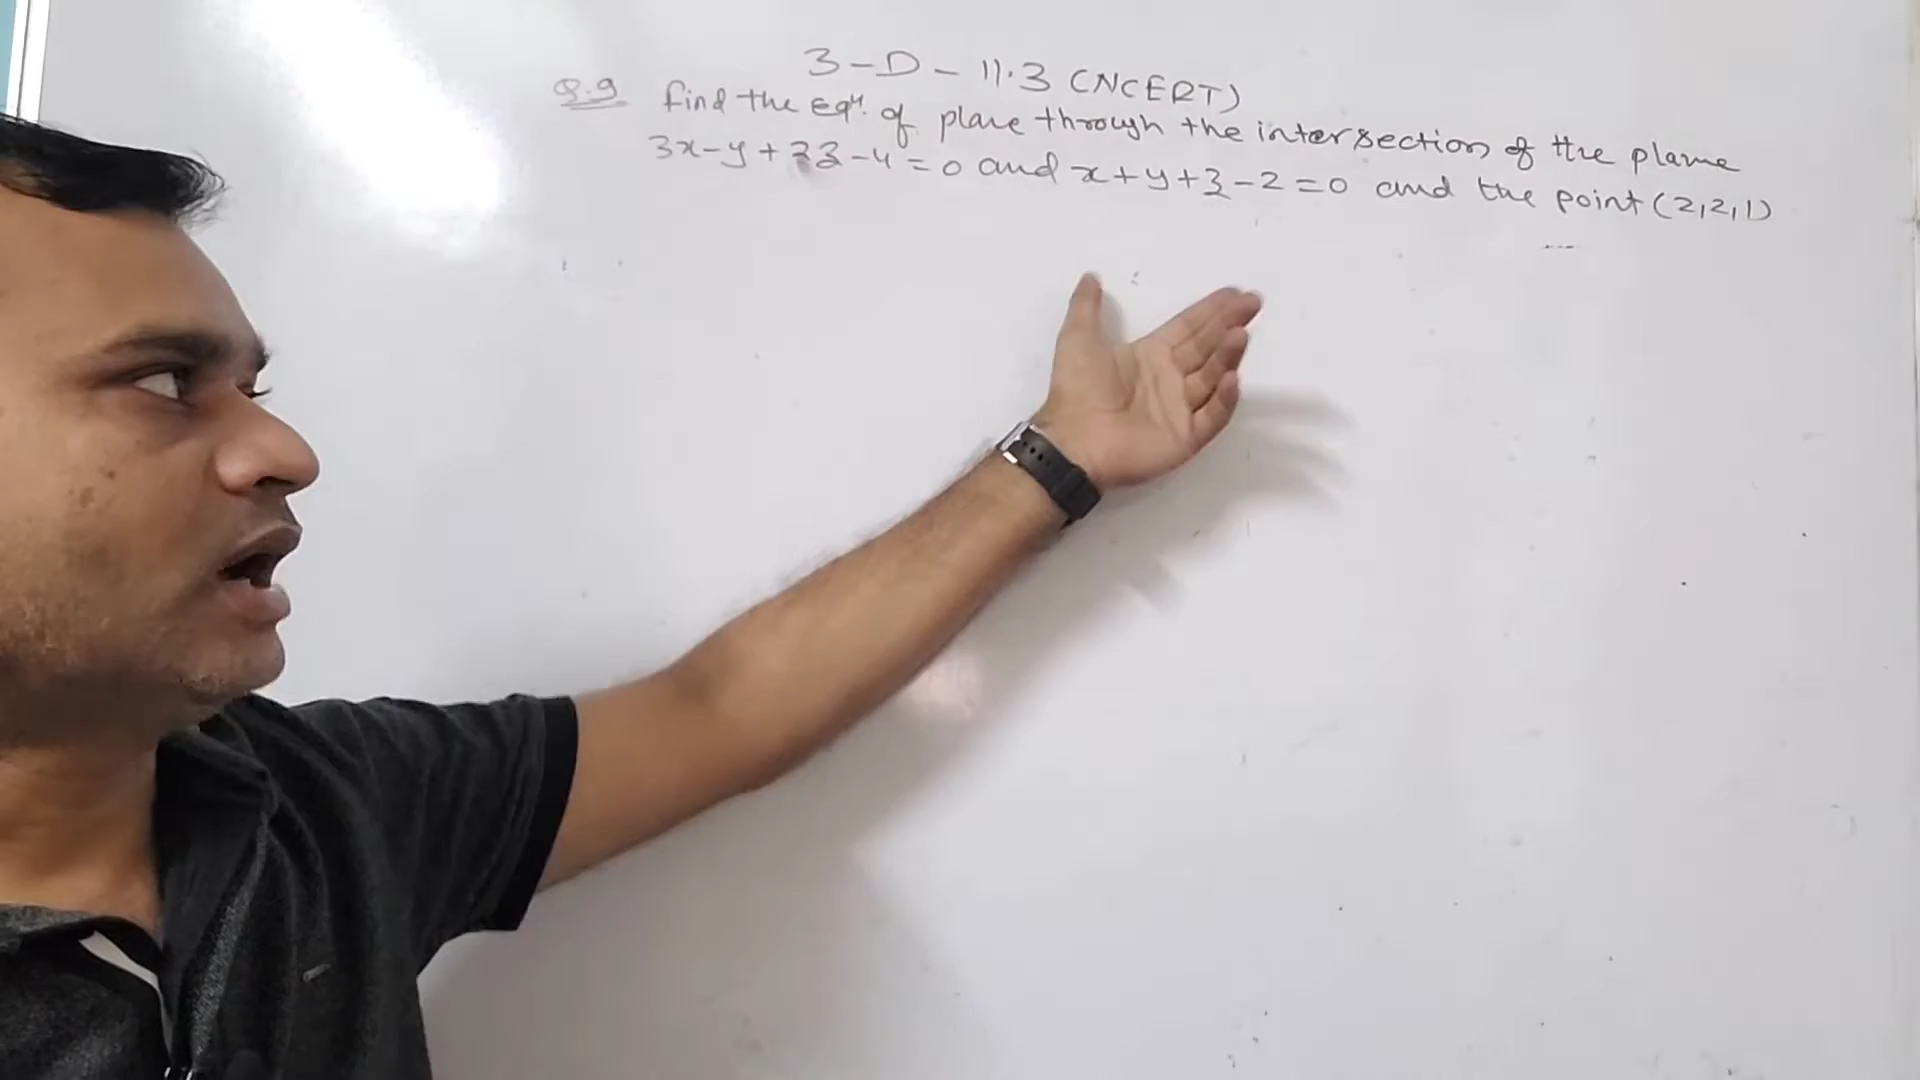 3-D-11.3 (NCERT)
Q.9 find the Eqn. of plane through the intersection of the plane
3x-y+2z-4=0 and x+y+z-2=0 and the point (2,2,1)